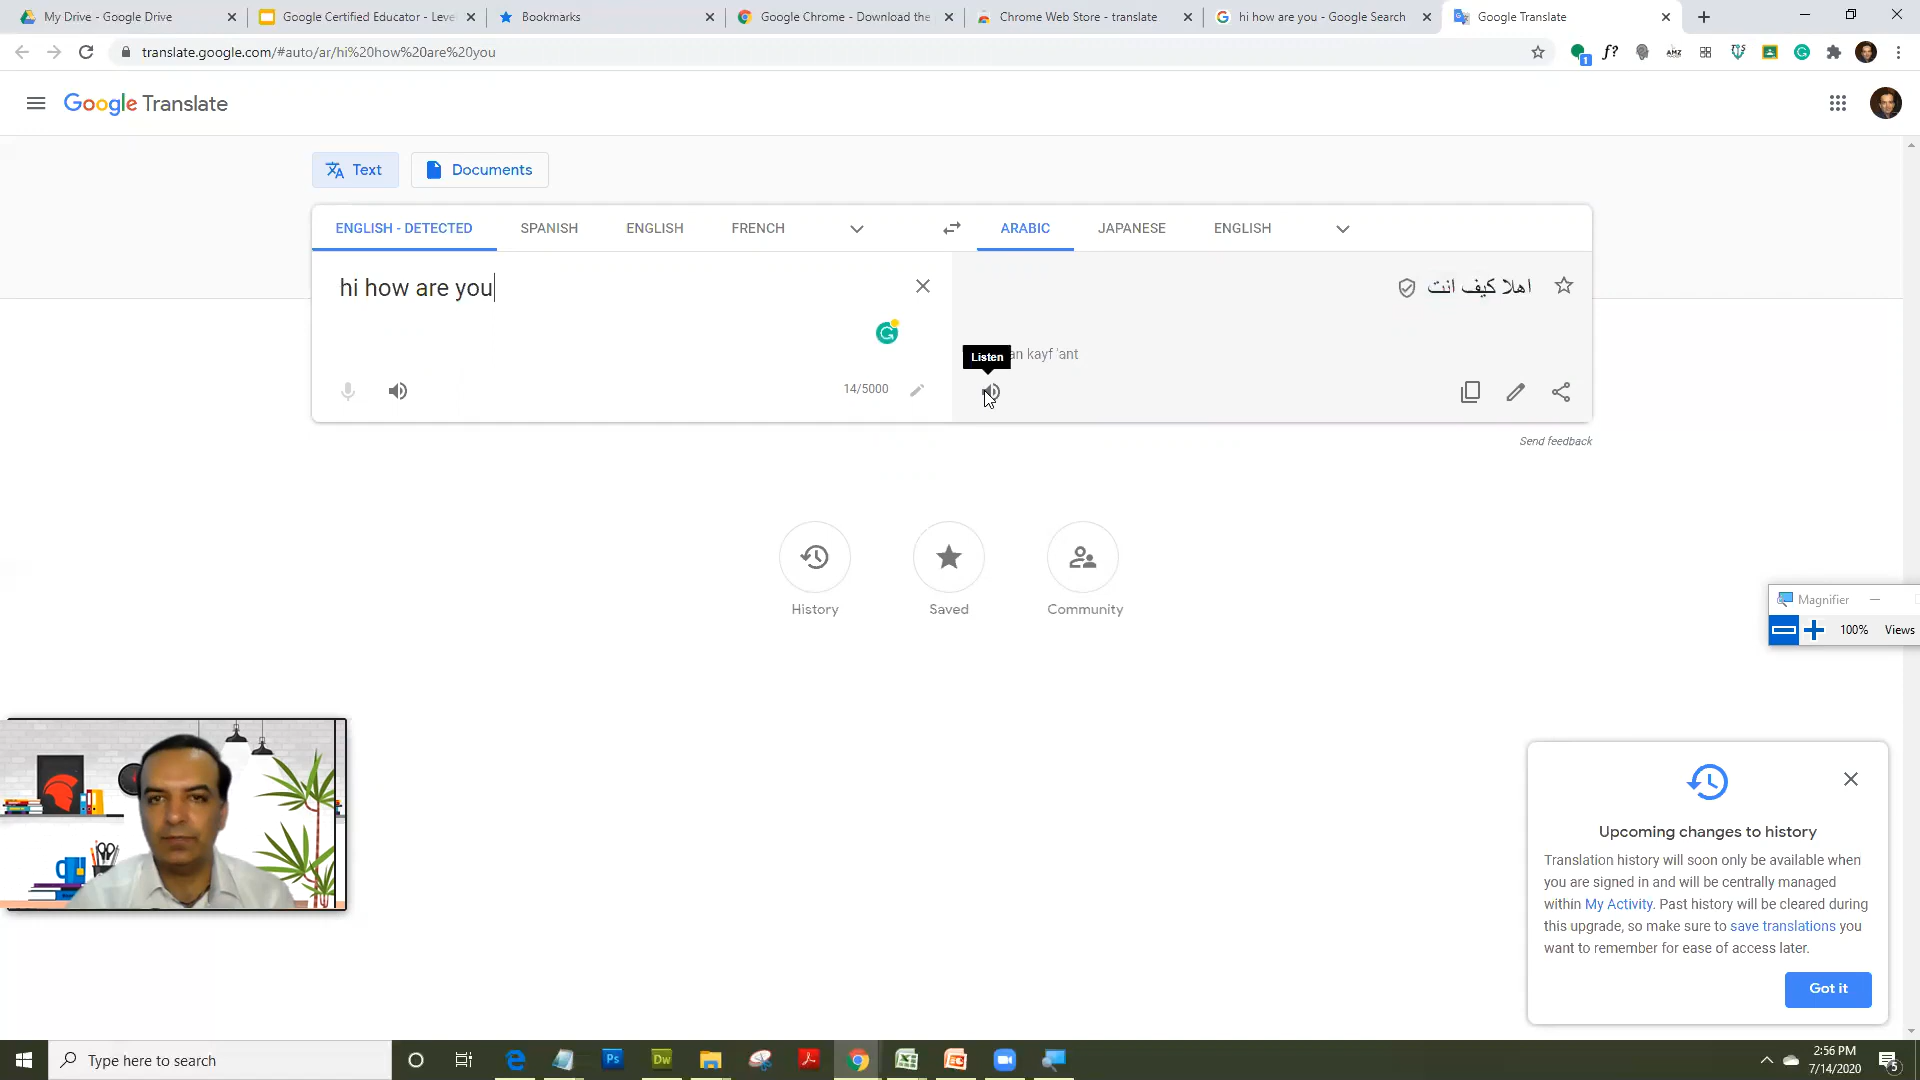 My Drive - Google Drive
Google Certified Educator - Leve
Bookmarks
Google Chrome - Download the
Chrome Web Store - translate
hi how are you - Google Search
Google Translate
translate.google.com/#auto/ar/hi%20how%20are%20you
Google Translate
Text
Documents
ENGLISH - DETECTED
SPANISH
ENGLISH
FRENCH
ARABIC
JAPANESE
ENGLISH
hi how are you
اهلا كيف انت
Listen
kayf 'ant
14/5000
Send feedback
History
Saved
Community
Magnifier
100%
Views
Upcoming changes to history
Translation history will soon only be available when
you are signed in and will be centrally managed
within My Activity. Past history will be cleared during
this upgrade, so make sure to save translations you
want to remember for ease of access later.
Got it
Type here to search
Ps
Dw
2:56 PM
7/14/2020
5